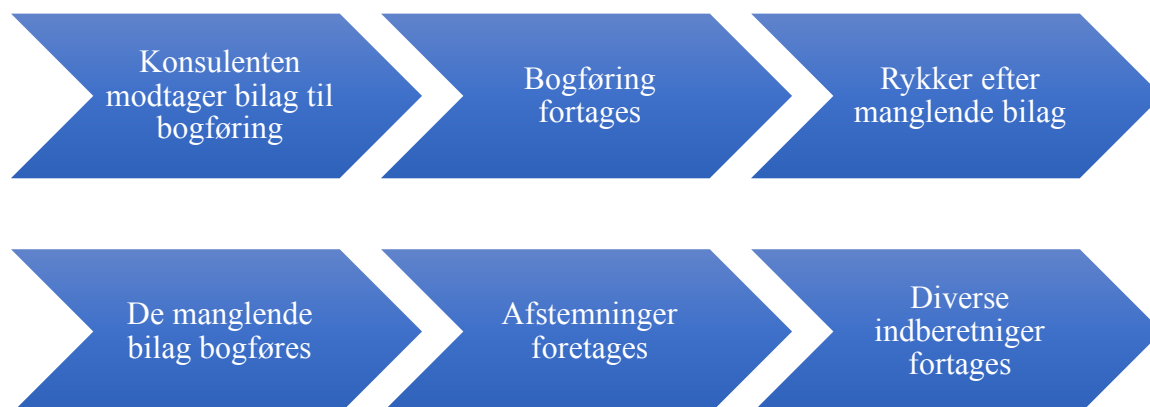 Konsulenten
modtager bilag til
bogføring
Bogføring
fortages
Rykker efter
manglende bilag
De manglende
bilag bogføres
Afstemninger
foretages
Diverse
indberetniger
fortages